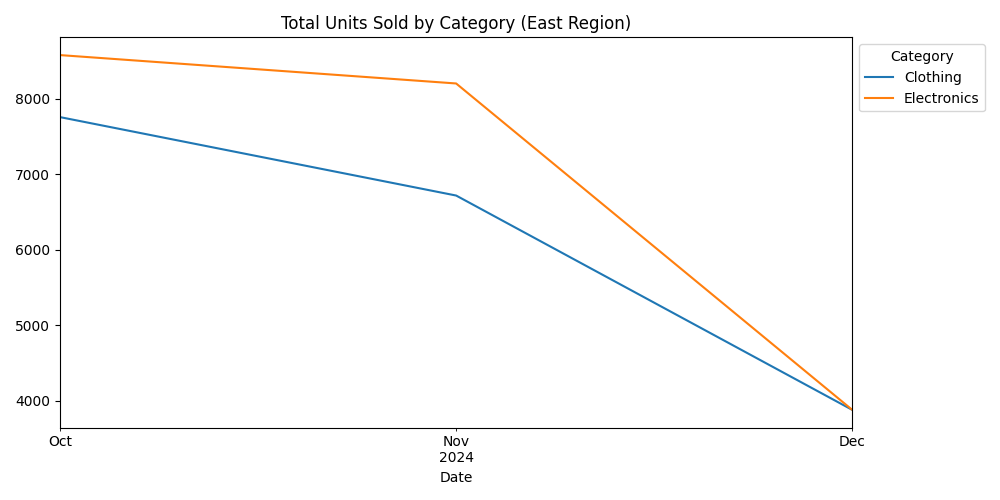 Total Units Sold by Category (East Region)
Category
Clothing
Electronics
8000
7000
6000
5000
4000
Oct
Nov
Dec
2024
Date